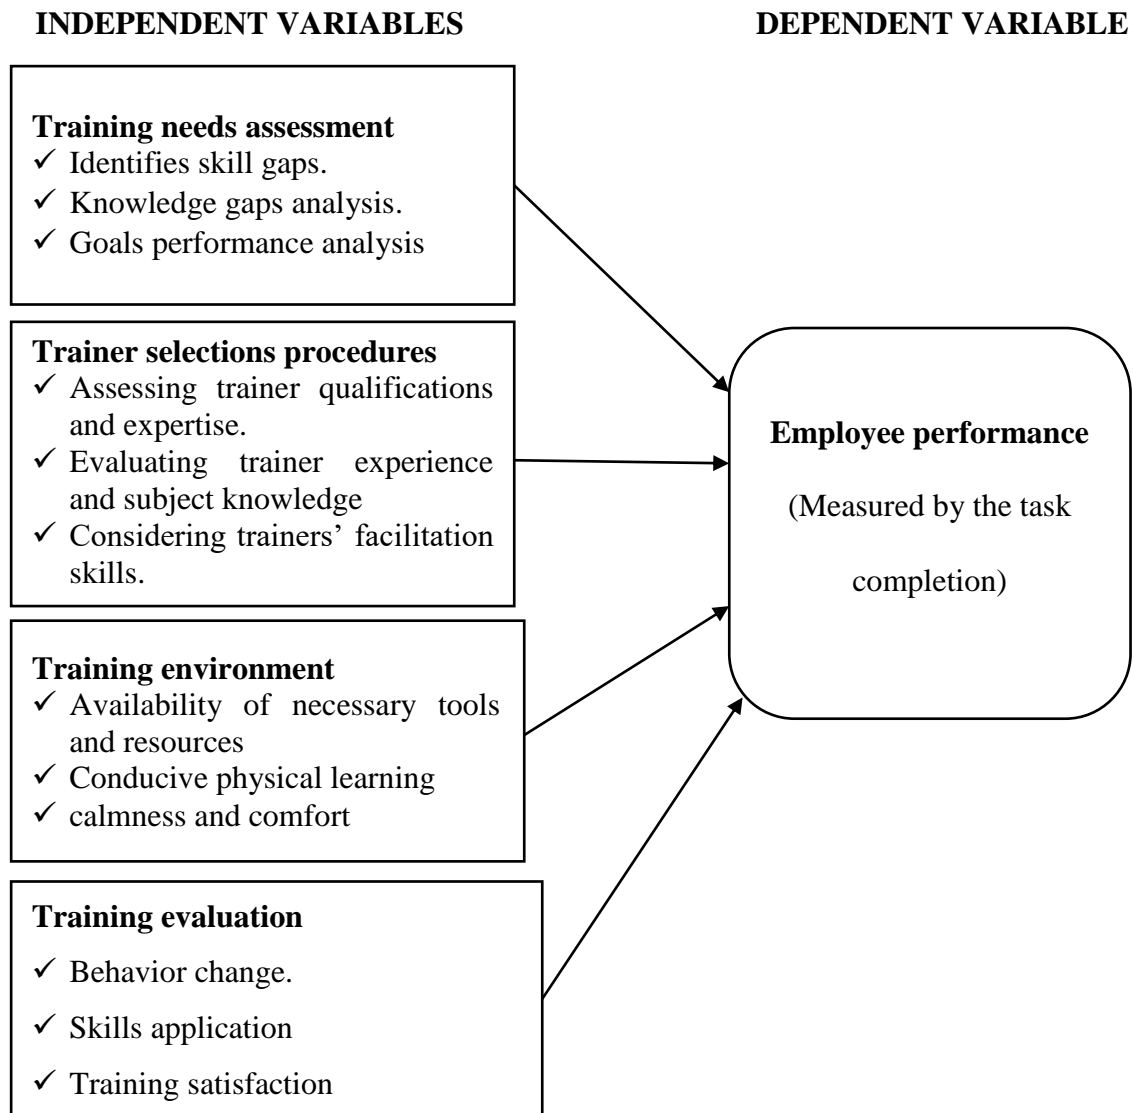 INDEPENDENT VARIABLES
DEPENDENT VARIABLE
Training needs assessment
✓ Identifies skill gaps.
✓ Knowledge gaps analysis.
✓ Goals performance analysis
Trainer selections procedures
✓ Assessing trainer qualifications
and expertise.
✓ Evaluating trainer experience
and subject knowledge
✓ Considering trainers’ facilitation
skills.
Training environment
✓ Availability of necessary tools
and resources
✓ Conducive physical learning
✓ calmness and comfort
Training evaluation
✓ Behavior change.
✓ Skills application
✓ Training satisfaction
Employee performance
(Measured by the task
completion)